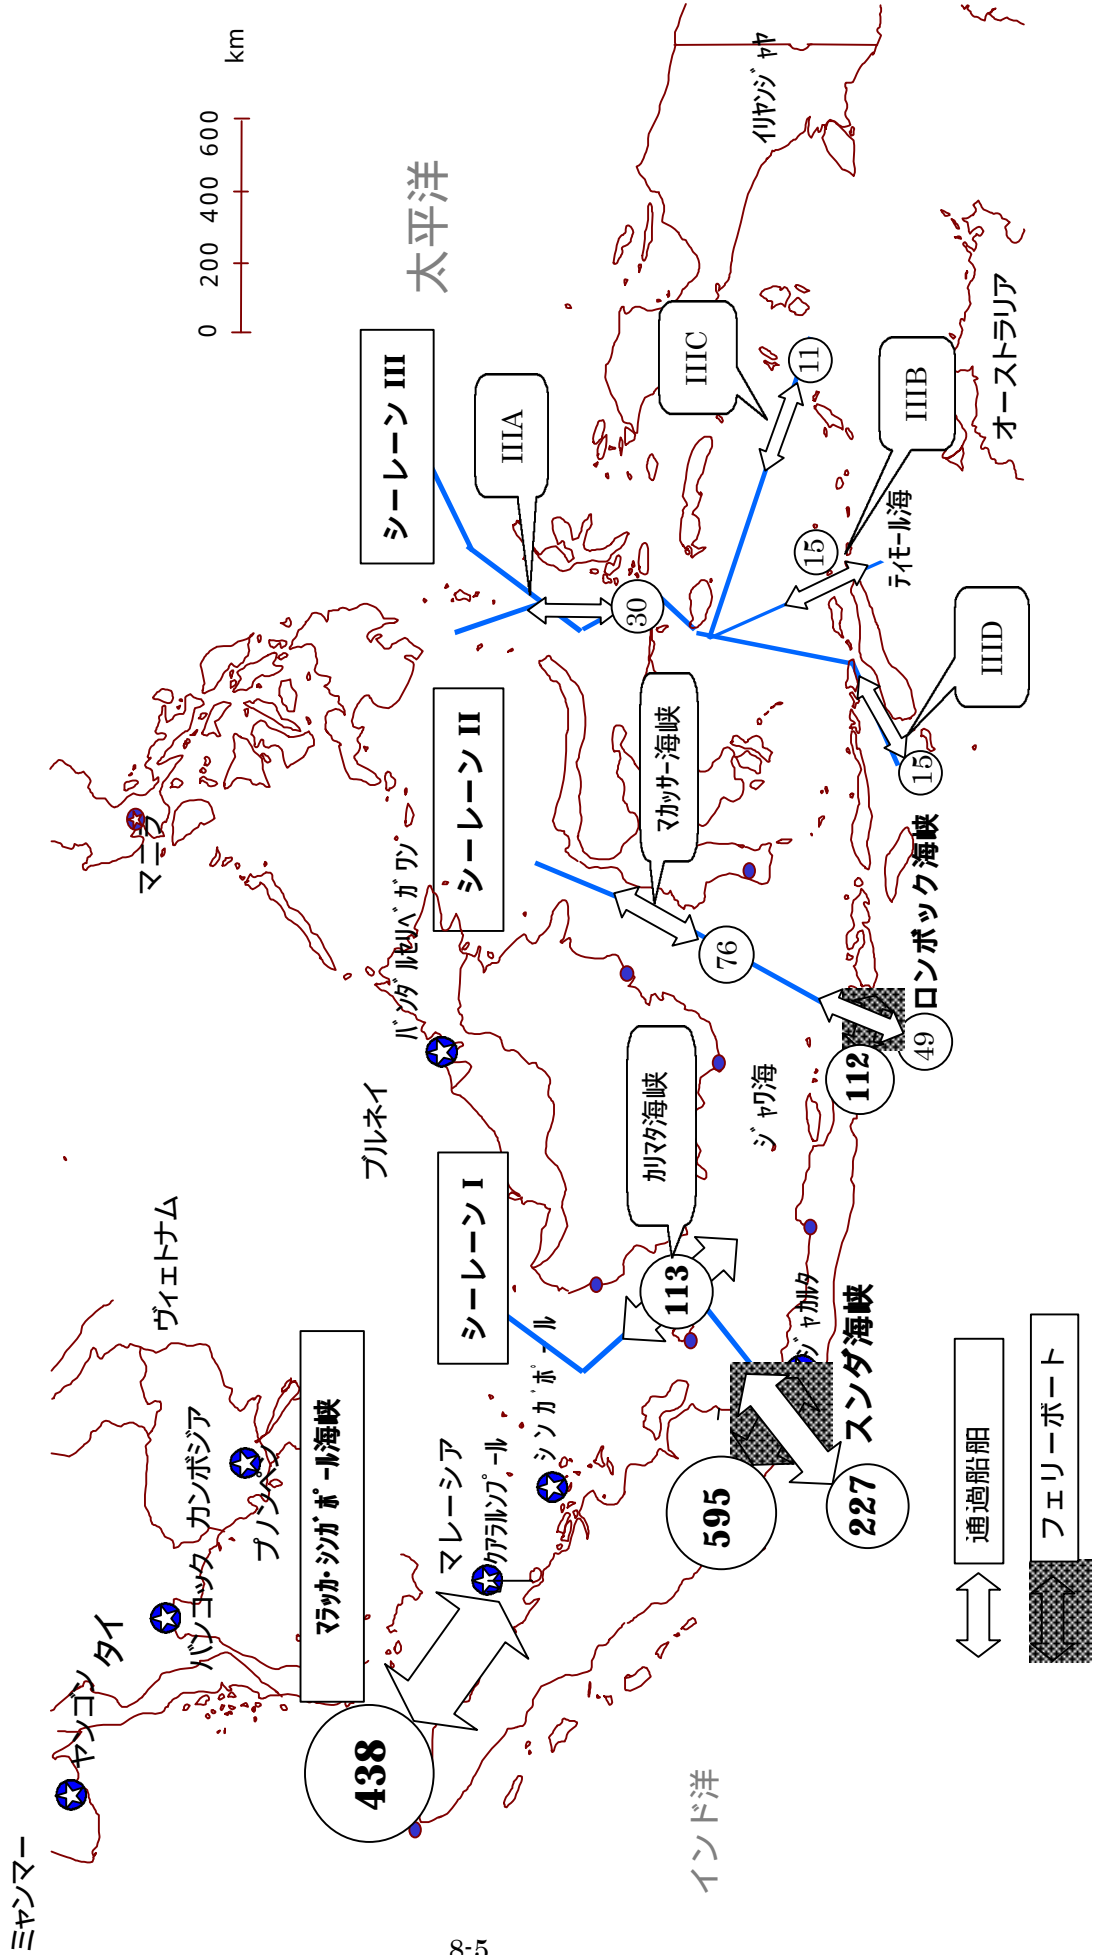 ミャンマー
ヤンゴン
タイ
バンコック
カンボジア
プノンペン
ヴェトナム
マニラ
km
0 200 400 600
太平洋
マラッカ・シンガポール海峡
438
マレーシア
クアラルンプール
シンガポール
ブルネイ
バンダルセリベガワン
シーレーン I
シーレーン II
シーレーン III
IIIA
IIIC
IIIB
IIID
30
11
15
15
イリヤンジャヤ
マカッサー海峡
76
カリマタ海峡
113
ジャワ海
ジャカルタ
595
227
スンダ海峡
112
49
ロンボック海峡
ティモール海
オーストラリア
インド洋
通過船舶
フェリーボート
8-5